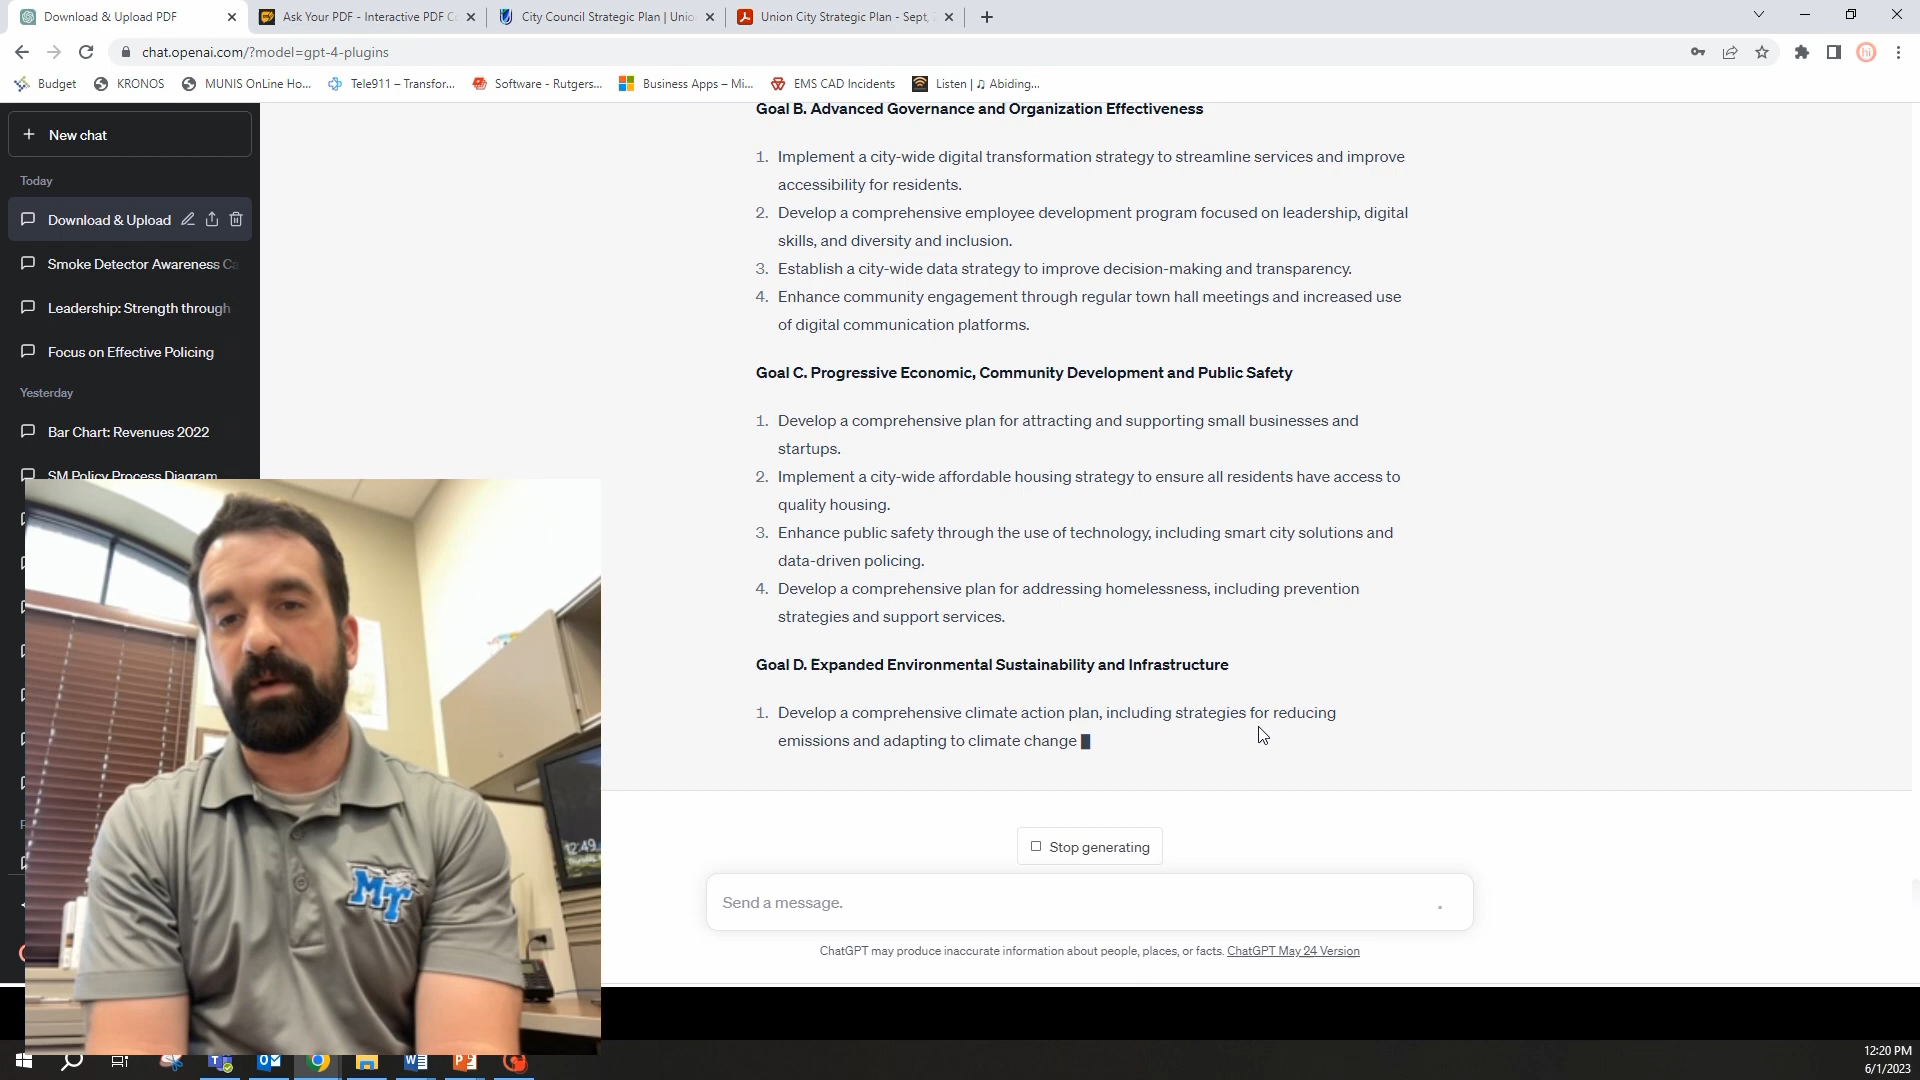 Download & Upload PDF
Ask Your PDF - Interactive PDF C
City Council Strategic Plan | Unio
Union City Strategic Plan - Sept,
chat.openai.com/?model=gpt-4-plugins
hi
Budget
KRONOS
MUNIS OnLine Ho...
Tele911 – Transfor...
Software - Rutgers...
Business Apps – Mi...
EMS CAD Incidents
Listen | ♫ Abiding...
New chat
Today
Download & Upload
Smoke Detector Awareness Ca
Leadership: Strength through
Focus on Effective Policing
Yesterday
Bar Chart: Revenues 2022
SM Policy Process Diagram
Goal B. Advanced Governance and Organization Effectiveness
1. Implement a city-wide digital transformation strategy to streamline services and improve
accessibility for residents.
2. Develop a comprehensive employee development program focused on leadership, digital
skills, and diversity and inclusion.
3. Establish a city-wide data strategy to improve decision-making and transparency.
4. Enhance community engagement through regular town hall meetings and increased use
of digital communication platforms.
Goal C. Progressive Economic, Community Development and Public Safety
1. Develop a comprehensive plan for attracting and supporting small businesses and
startups.
2. Implement a city-wide affordable housing strategy to ensure all residents have access to
quality housing.
3. Enhance public safety through the use of technology, including smart city solutions and
data-driven policing.
4. Develop a comprehensive plan for addressing homelessness, including prevention
strategies and support services.
Goal D. Expanded Environmental Sustainability and Infrastructure
1. Develop a comprehensive climate action plan, including strategies for reducing
emissions and adapting to climate change
Stop generating
Send a message.
ChatGPT may produce inaccurate information about people, places, or facts. ChatGPT May 24 Version
MT
12:49
12:20 PM
6/1/2023